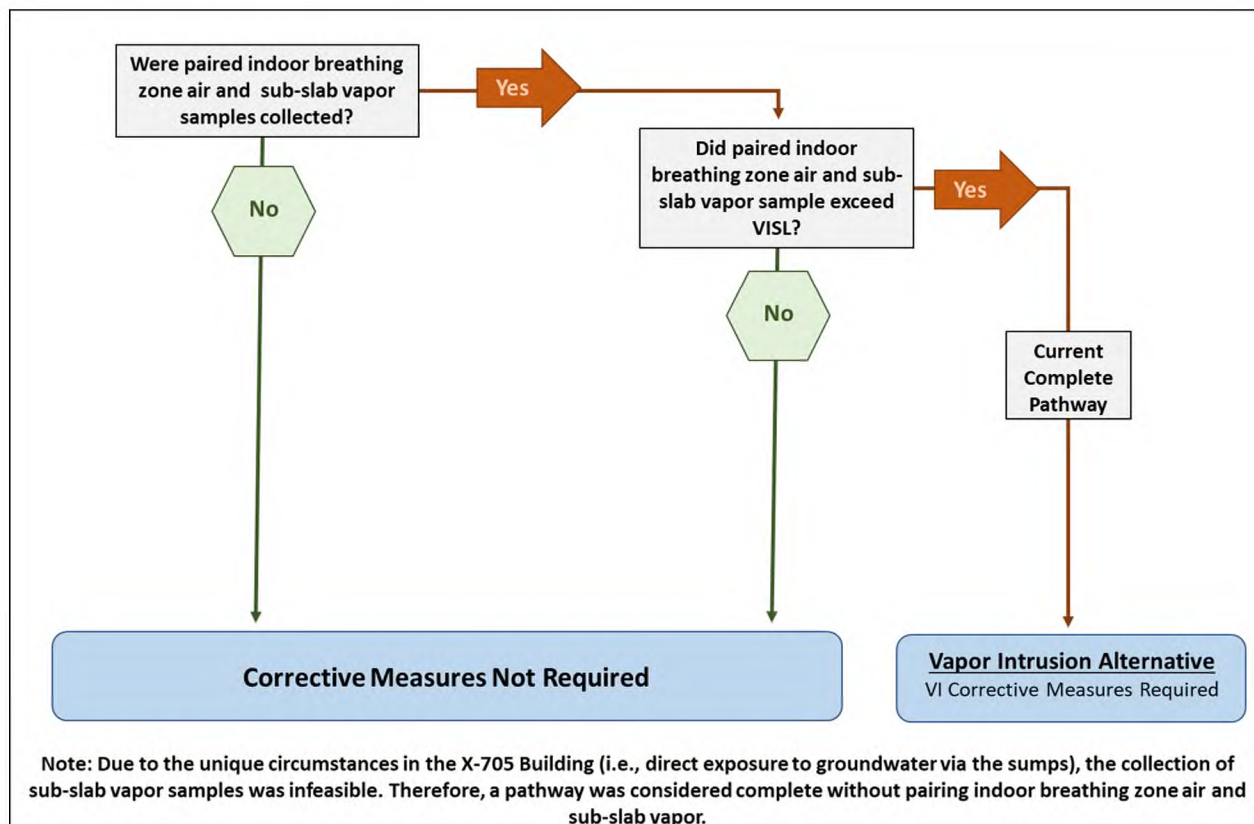 Were paired indoor breathing
zone air and sub-slab vapor
samples collected?
Yes
No
Did paired indoor
breathing zone air and sub-
slab vapor sample exceed
VISL?
Yes
No
Current
Complete
Pathway
Corrective Measures Not Required
Vapor Intrusion Alternative
VI Corrective Measures Required
Note: Due to the unique circumstances in the X-705 Building (i.e., direct exposure to groundwater via the sumps), the collection of
sub-slab vapor samples was infeasible. Therefore, a pathway was considered complete without pairing indoor breathing zone air and
sub-slab vapor.